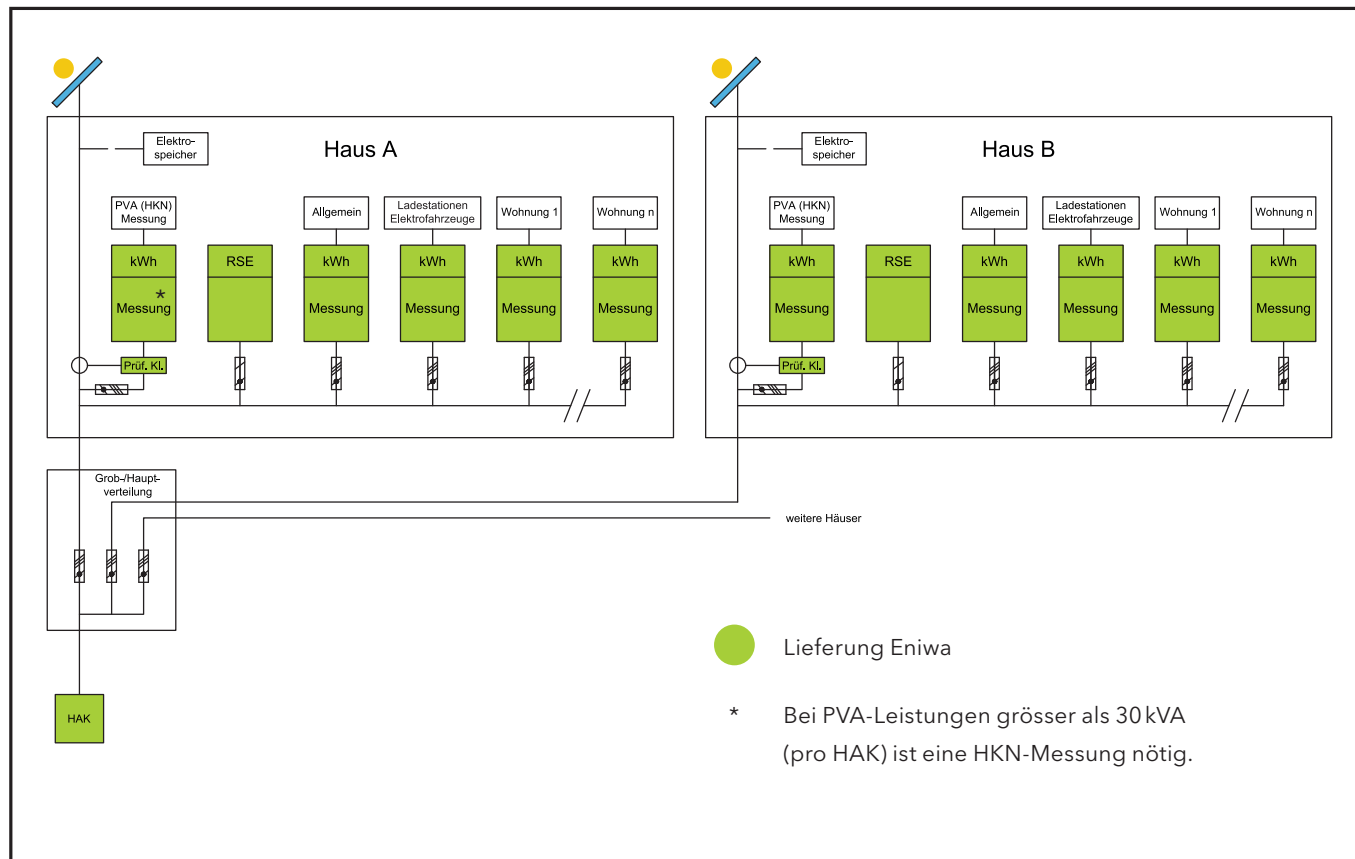 Elektro-
speicher
Haus A
PVA (HKN)
Messung
Allgemein
Ladestationen
Elektrofahrzeuge
Wohnung 1
Wohnung n
kWh
RSE
kWh
kWh
kWh
kWh
Messung *
Messung
Messung
Messung
Messung
Prüf. Kl.
Elektro-
speicher
Haus B
PVA (HKN)
Messung
Allgemein
Ladestationen
Elektrofahrzeuge
Wohnung 1
Wohnung n
kWh
RSE
kWh
kWh
kWh
kWh
Messung
Messung
Messung
Messung
Messung
Prüf. Kl.
Grob-/Haupt-
verteilung
weitere Häuser
HAK
Lieferung Eniwa
* Bei PVA-Leistungen grösser als 30 kVA
(pro HAK) ist eine HKN-Messung nötig.